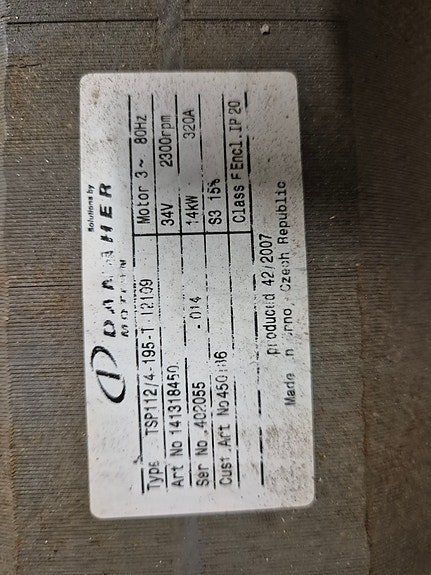 Solutions by
DANAHER
MOTION
Type TSP112/4-195-T 12109 Motor 3~ 80Hz
Art No 141318450 34V 2300rpm
Ser No 402055 -014 14kW 320A
Cust.Art No S3 15%
Class F Encl.IP 20
produced 42/2007
Made in Brno, Czech Republic